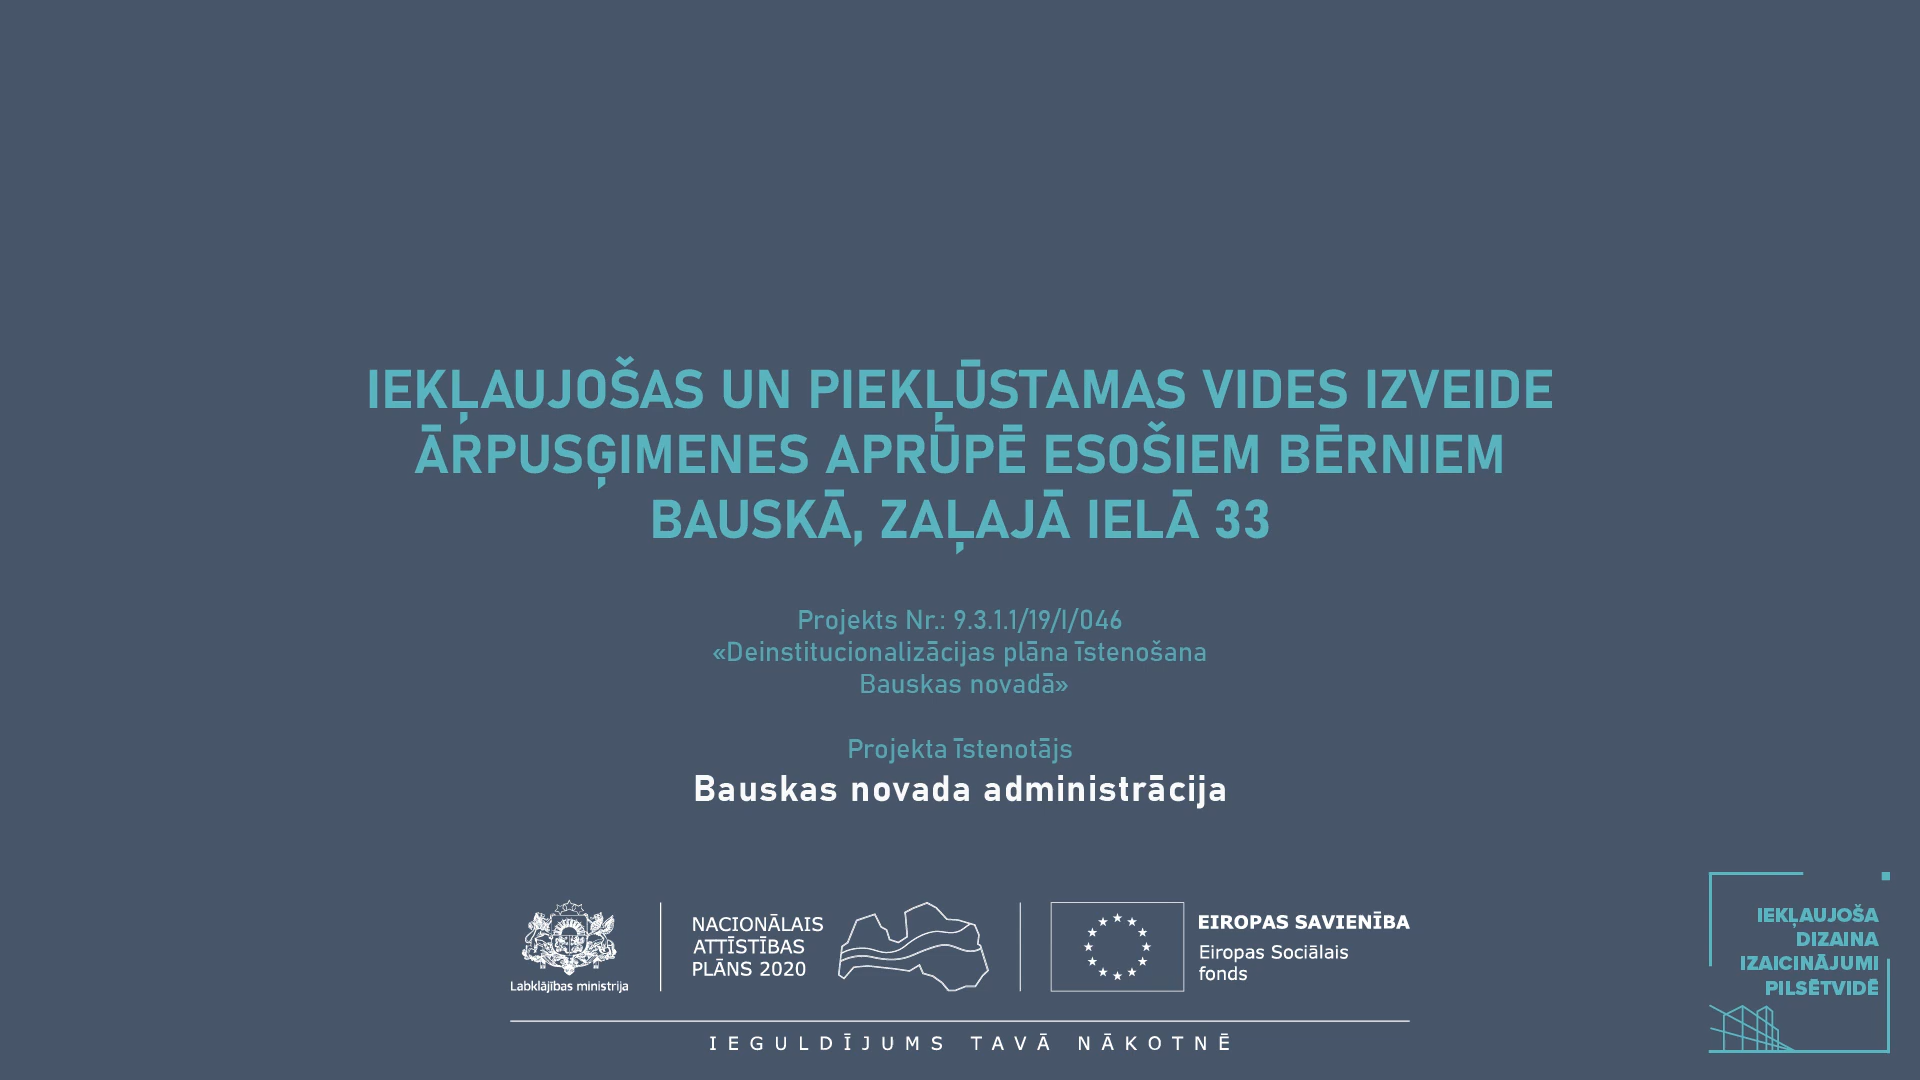 IEKĻAUJOŠAS UN PIEKĻŪSTAMAS VIDES IZVEIDE
ĀRPUSĢIMENES APRŪPĒ ESOŠIEM BĒRNIEM
BAUSKĀ, ZAĻAJĀ IELĀ 33
Projekts Nr.: 9.3.1.1/19/I/046
«Deinstitucionalizācijas plāna īstenošana
Bauskas novadā»
Projekta īstenotājs
Bauskas novada administrācija
Labklājības ministrija
NACIONĀLAIS
ATTĪSTĪBAS
PLĀNS 2020
EIROPAS SAVIENĪBA
Eiropas Sociālais
fonds
IEGULDĪJUMS TAVĀ NĀKOTNĒ
IEKĻAUJOŠA
DIZAINA
IZAICINĀJUMI
PILSĒTVIDĒ